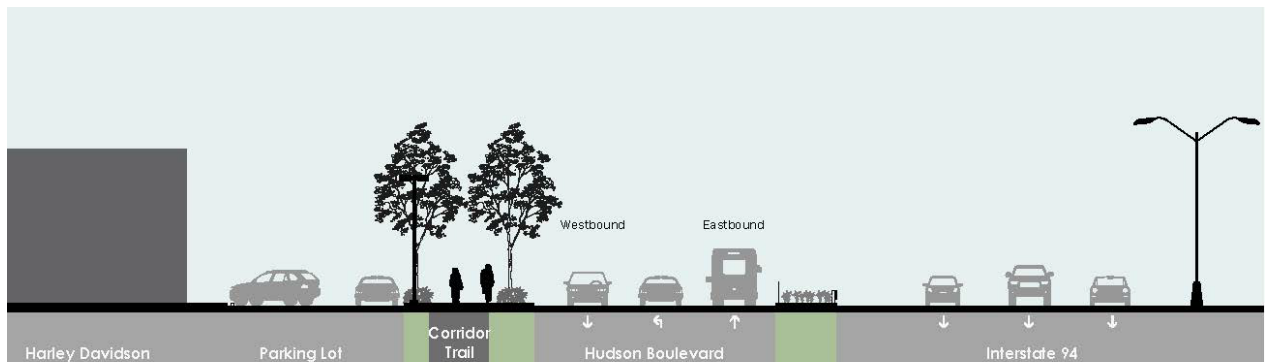 Westbound
Eastbound
Harley Davidson
Parking Lot
Corridor
Trail
Hudson Boulevard
Interstate 94